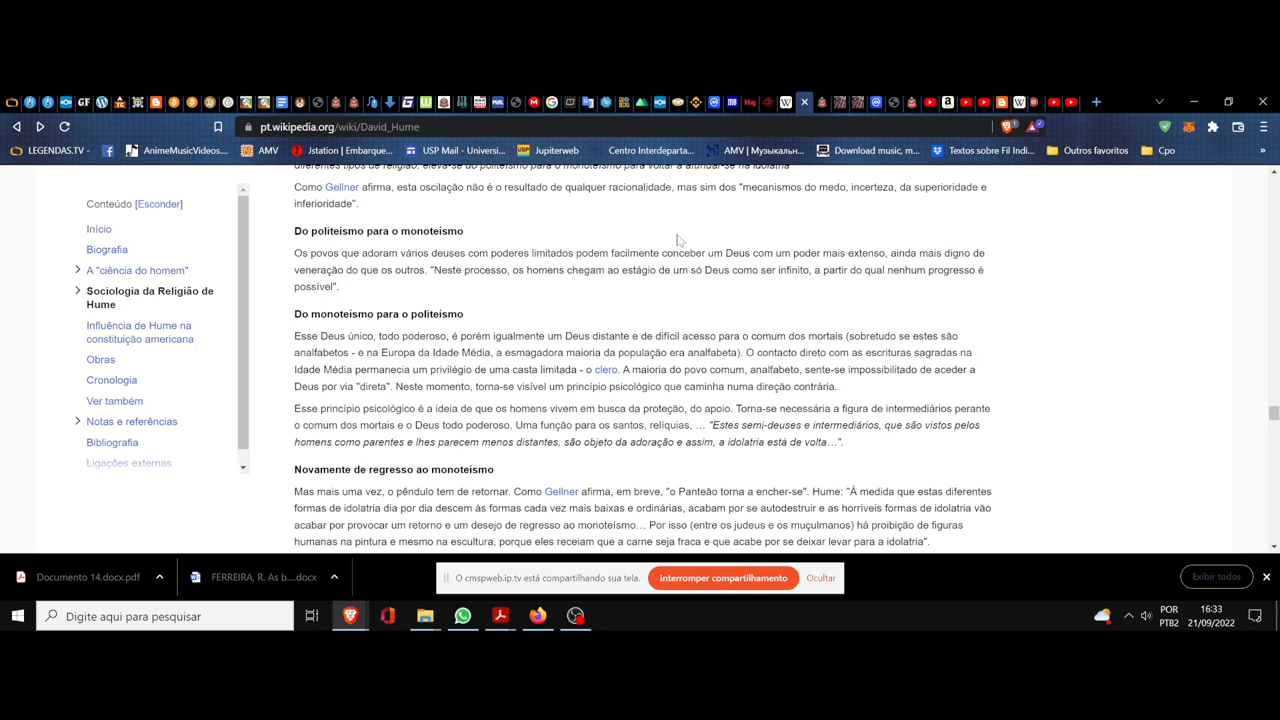 pt.wikipedia.org/wiki/David_Hume
LEGENDAS.TV
AnimeMusicVideos...
AMV
Jstation | Embarque...
USP Mail - Universi...
Jupiterweb
Centro Interdeparta...
AMV | Музыкальн...
Download music, m...
Textos sobre Fil Indi...
Outros favoritos
Cpo
»
diferentes tipos de religião: eleva-se do politeísmo para o monoteísmo para voltar a afundar-se na idolatria
Como Gellner afirma, esta oscilação não é o resultado de qualquer racionalidade, mas sim dos "mecanismos do medo, incerteza, da superioridade e
inferioridade".
Conteúdo [Esconder]
Início
Biografia
A "ciência do homem"
Sociologia da Religião de
Hume
Influência de Hume na
constituição americana
Obras
Cronologia
Ver também
Notas e referências
Bibliografia
Ligações externas
Do politeísmo para o monoteísmo
Os povos que adoram vários deuses com poderes limitados podem facilmente conceber um Deus com um poder mais extenso, ainda mais digno de
veneração do que os outros. "Neste processo, os homens chegam ao estágio de um só Deus como ser infinito, a partir do qual nenhum progresso é
possível".
Do monoteísmo para o politeísmo
Esse Deus único, todo poderoso, é porém igualmente um Deus distante e de difícil acesso para o comum dos mortais (sobretudo se estes são
analfabetos - e na Europa da Idade Média, a esmagadora maioria da população era analfabeta). O contacto direto com as escrituras sagradas na
Idade Média permanecia um privilégio de uma casta limitada - o clero. A maioria do povo comum, analfabeto, sente-se impossibilitado de aceder a
Deus por via "direta". Neste momento, torna-se visível um princípio psicológico que caminha numa direção contrária.
Esse princípio psicológico é a ideia de que os homens vivem em busca da proteção, do apoio. Torna-se necessária a figura de intermediários perante
o comum dos mortais e o Deus todo poderoso. Uma função para os santos, relíquias, … "Estes semi-deuses e intermediários, que são vistos pelos
homens como parentes e lhes parecem menos distantes, são objeto da adoração e assim, a idolatria está de volta…".
Novamente de regresso ao monoteísmo
Mas mais uma vez, o pêndulo tem de retornar. Como Gellner afirma, em breve, "o Panteão torna a encher-se". Hume: "À medida que estas diferentes
formas de idolatria dia por dia descem às formas cada vez mais baixas e ordinárias, acabam por se autodestruir e as horríveis formas de idolatria vão
acabar por provocar um retorno e um desejo de regresso ao monoteísmo… Por isso (entre os judeus e os muçulmanos) há proibição de figuras
humanas na pintura e mesmo na escultura, porque eles receiam que a carne seja fraca e que acabe por se deixar levar para a idolatria".
Documento 14.docx.pdf
FERREIRA, R. As b....docx
O cmspweb.ip.tv está compartilhando sua tela.
Interromper compartilhamento
Ocultar
Exibir todos
Digite aqui para pesquisar
POR
PTB2
16:33
21/09/2022